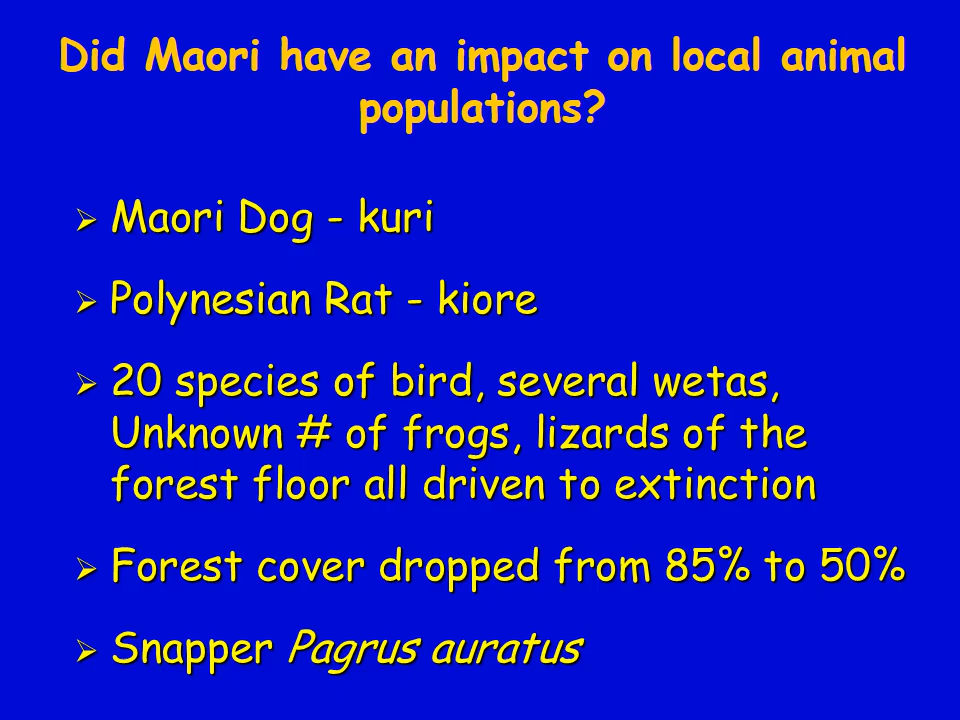 Did Maori have an impact on local animal
populations?
➢ Maori Dog - kuri
➢ Polynesian Rat - kiore
➢ 20 species of bird, several wetas,
Unknown # of frogs, lizards of the
forest floor all driven to extinction
➢ Forest cover dropped from 85% to 50%
➢ Snapper Pagrus auratus